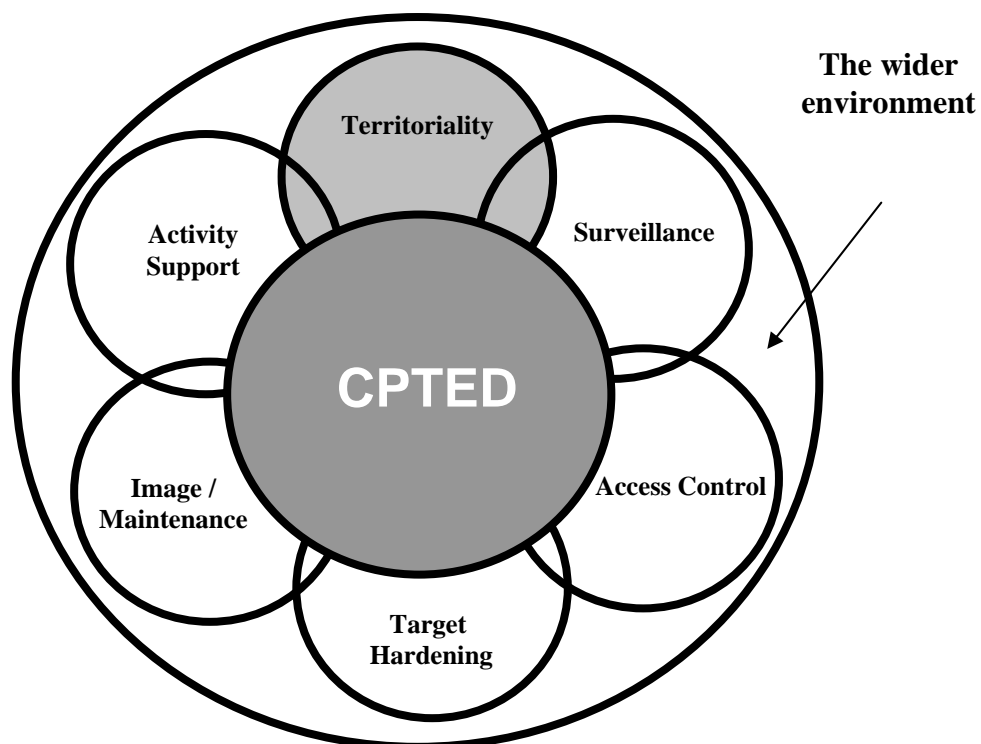 The wider
environment
Territoriality
Surveillance
Activity
Support
CPTED
Access Control
Image /
Maintenance
Target
Hardening